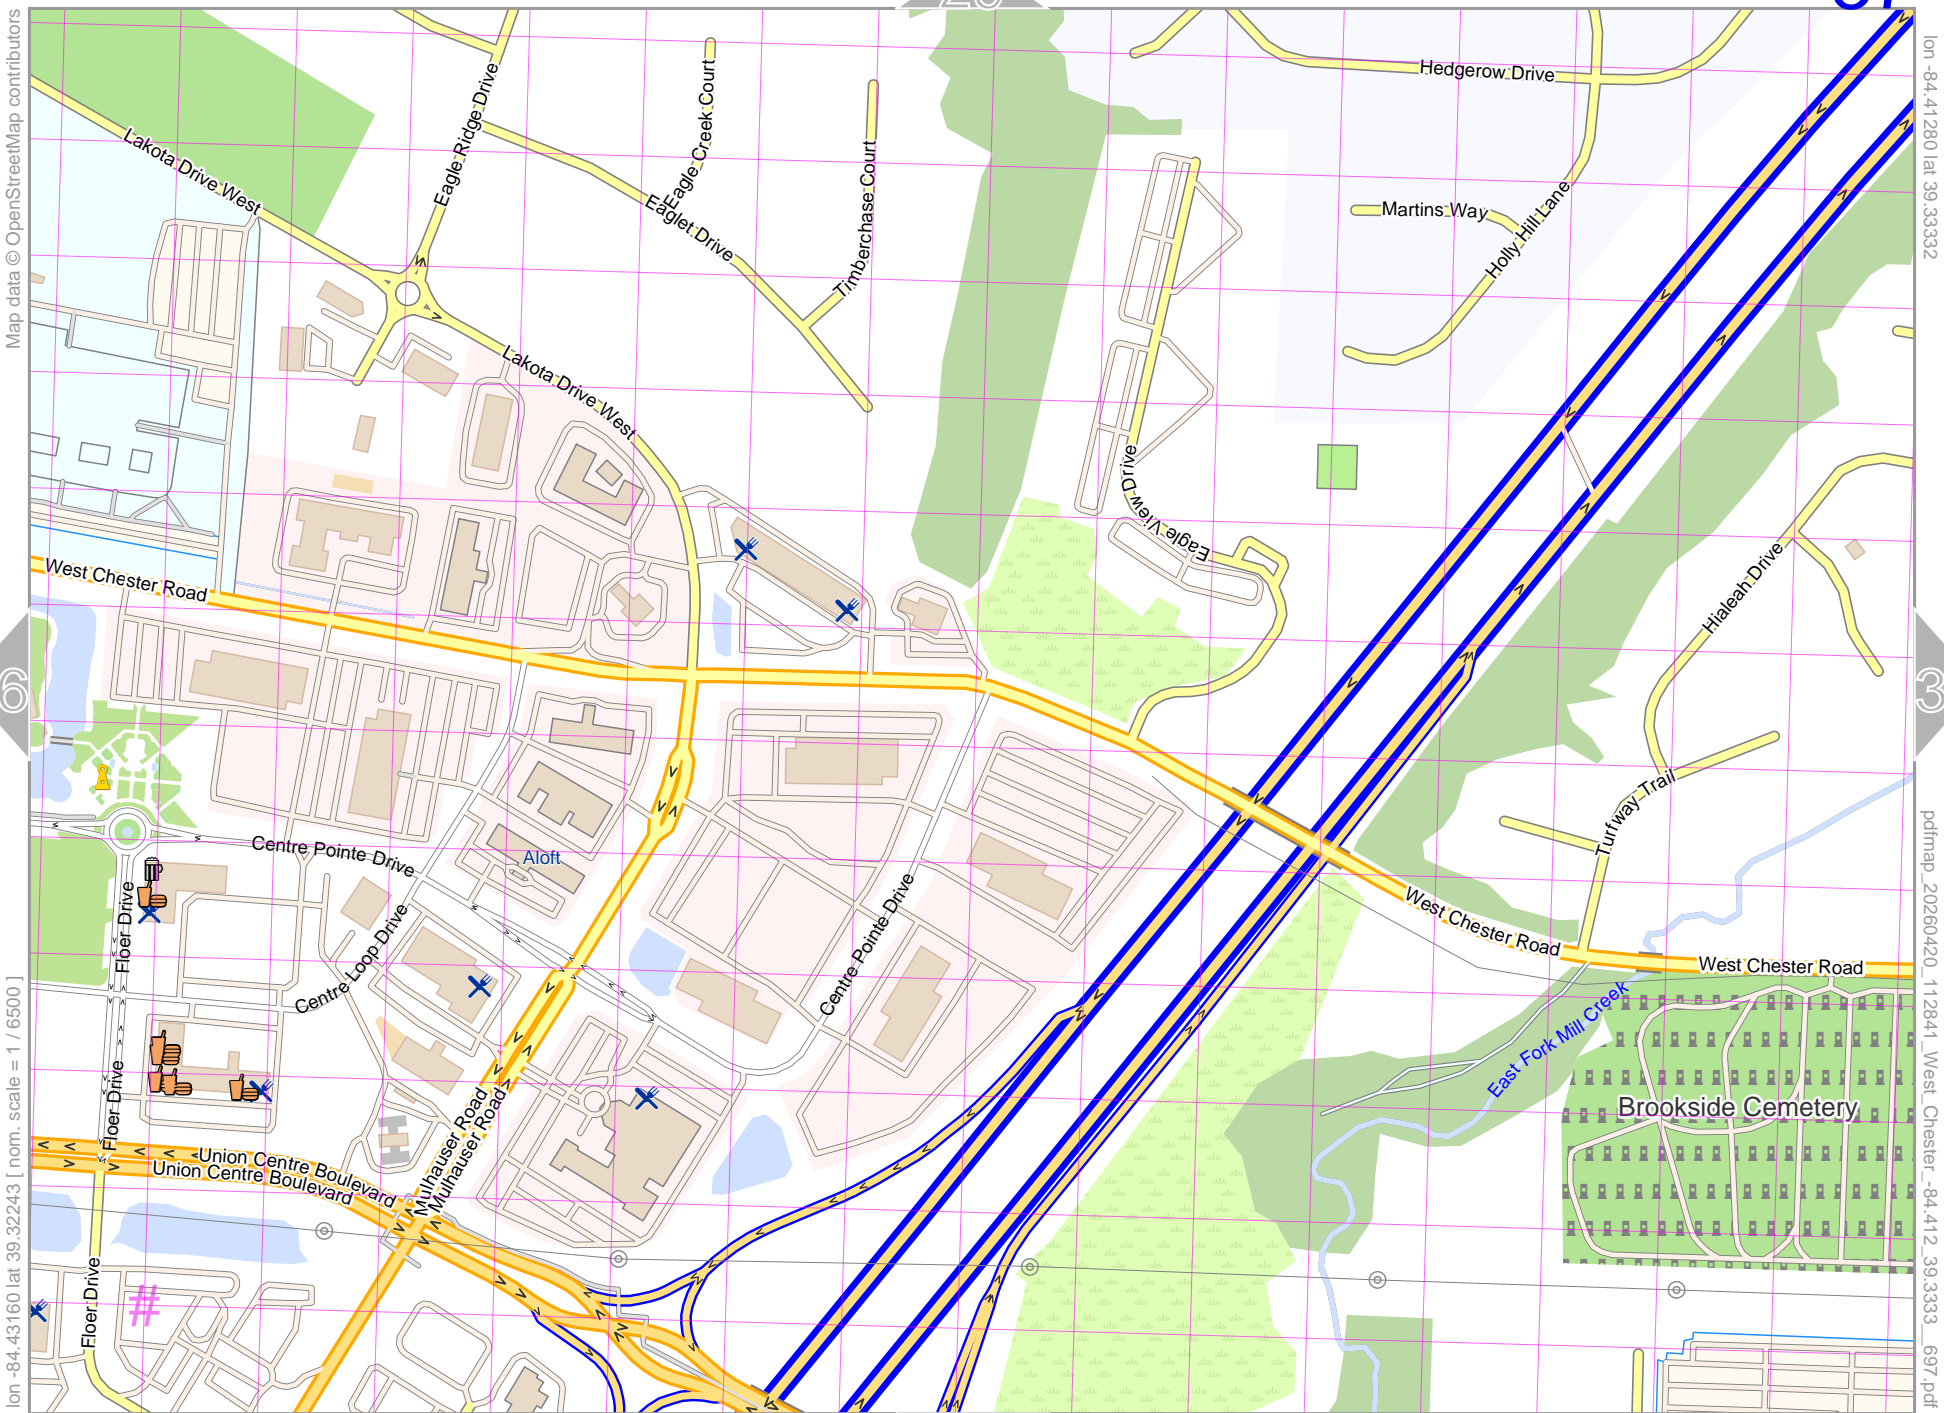 Map data © OpenStreetMap contributors
lon -84.41280 lat 39.33332
Hedgerow Drive
Eagle Ridge Drive
Eagle Creek Court
Lakota Drive West
Timberchase Court
Eaglet Drive
Martins Way
Holly Hill Lane
Lakota Drive West
Eagle View Drive
West Chester Road
Hialeah Drive
6
3
Turfway Trail
Centre Pointe Drive
Aloft
Floer Drive
Centre Loop Drive
Centre Pointe Drive
West Chester Road
West Chester Road
East Fork Mill Creek
Brookside Cemetery
Floer Drive
Mulhauser Road
Mulhauser Road
Union Centre Boulevard
Union Centre Boulevard
Floer Drive
#
lon -84.43160 lat 39.32243 [ nom. scale = 1 / 6500 ]
pdfmap_20260420_112841_West_Chester_-84.412_39.33333__697.pdf